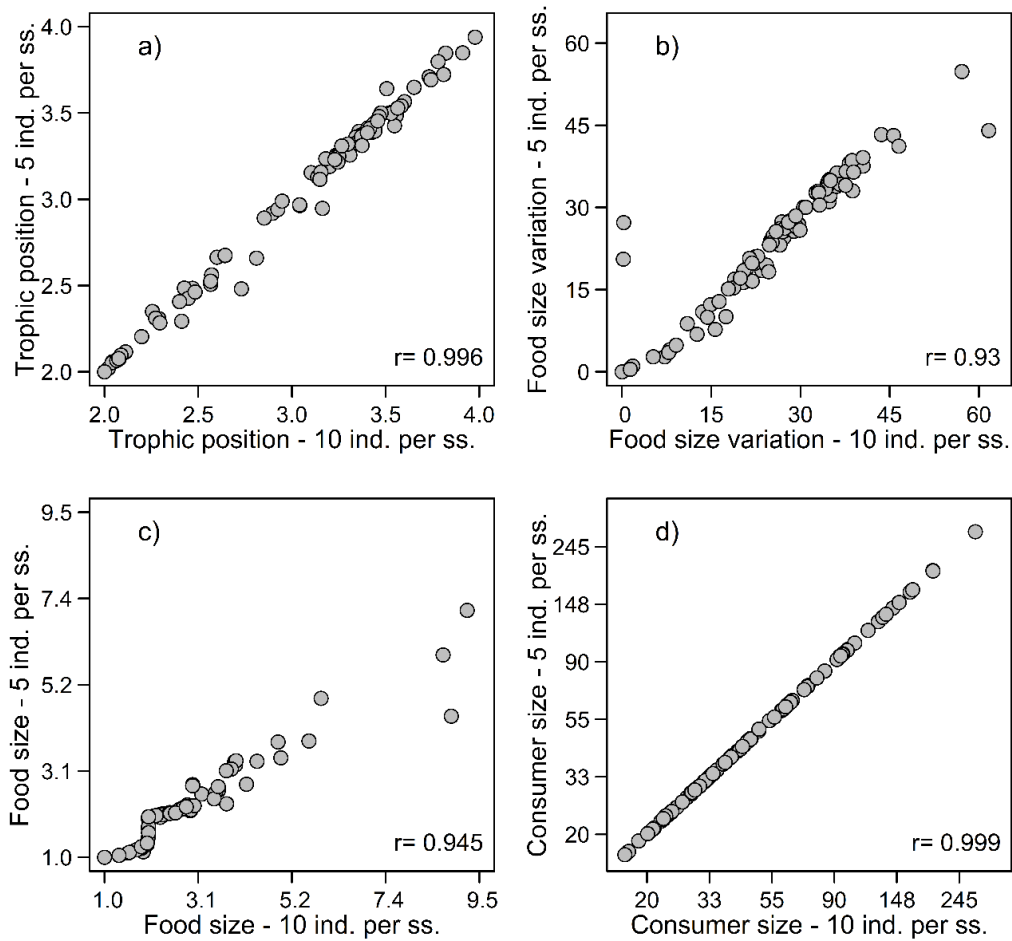 a)
Trophic position - 5 ind. per ss.
4.0
3.5
3.0
2.5
2.0
r= 0.996
2.0 2.5 3.0 3.5 4.0
Trophic position - 10 ind. per ss.
b)
Food size variation - 5 ind. per ss.
60
45
30
15
0
r= 0.93
0 15 30 45 60
Food size variation - 10 ind. per ss.
c)
Food size - 5 ind. per ss.
9.5
7.4
5.2
3.1
1.0
r= 0.945
1.0 3.1 5.2 7.4 9.5
Food size - 10 ind. per ss.
d)
Consumer size - 5 ind. per ss.
245
148
90
55
33
20
r= 0.999
20 33 55 90 148 245
Consumer size - 10 ind. per ss.